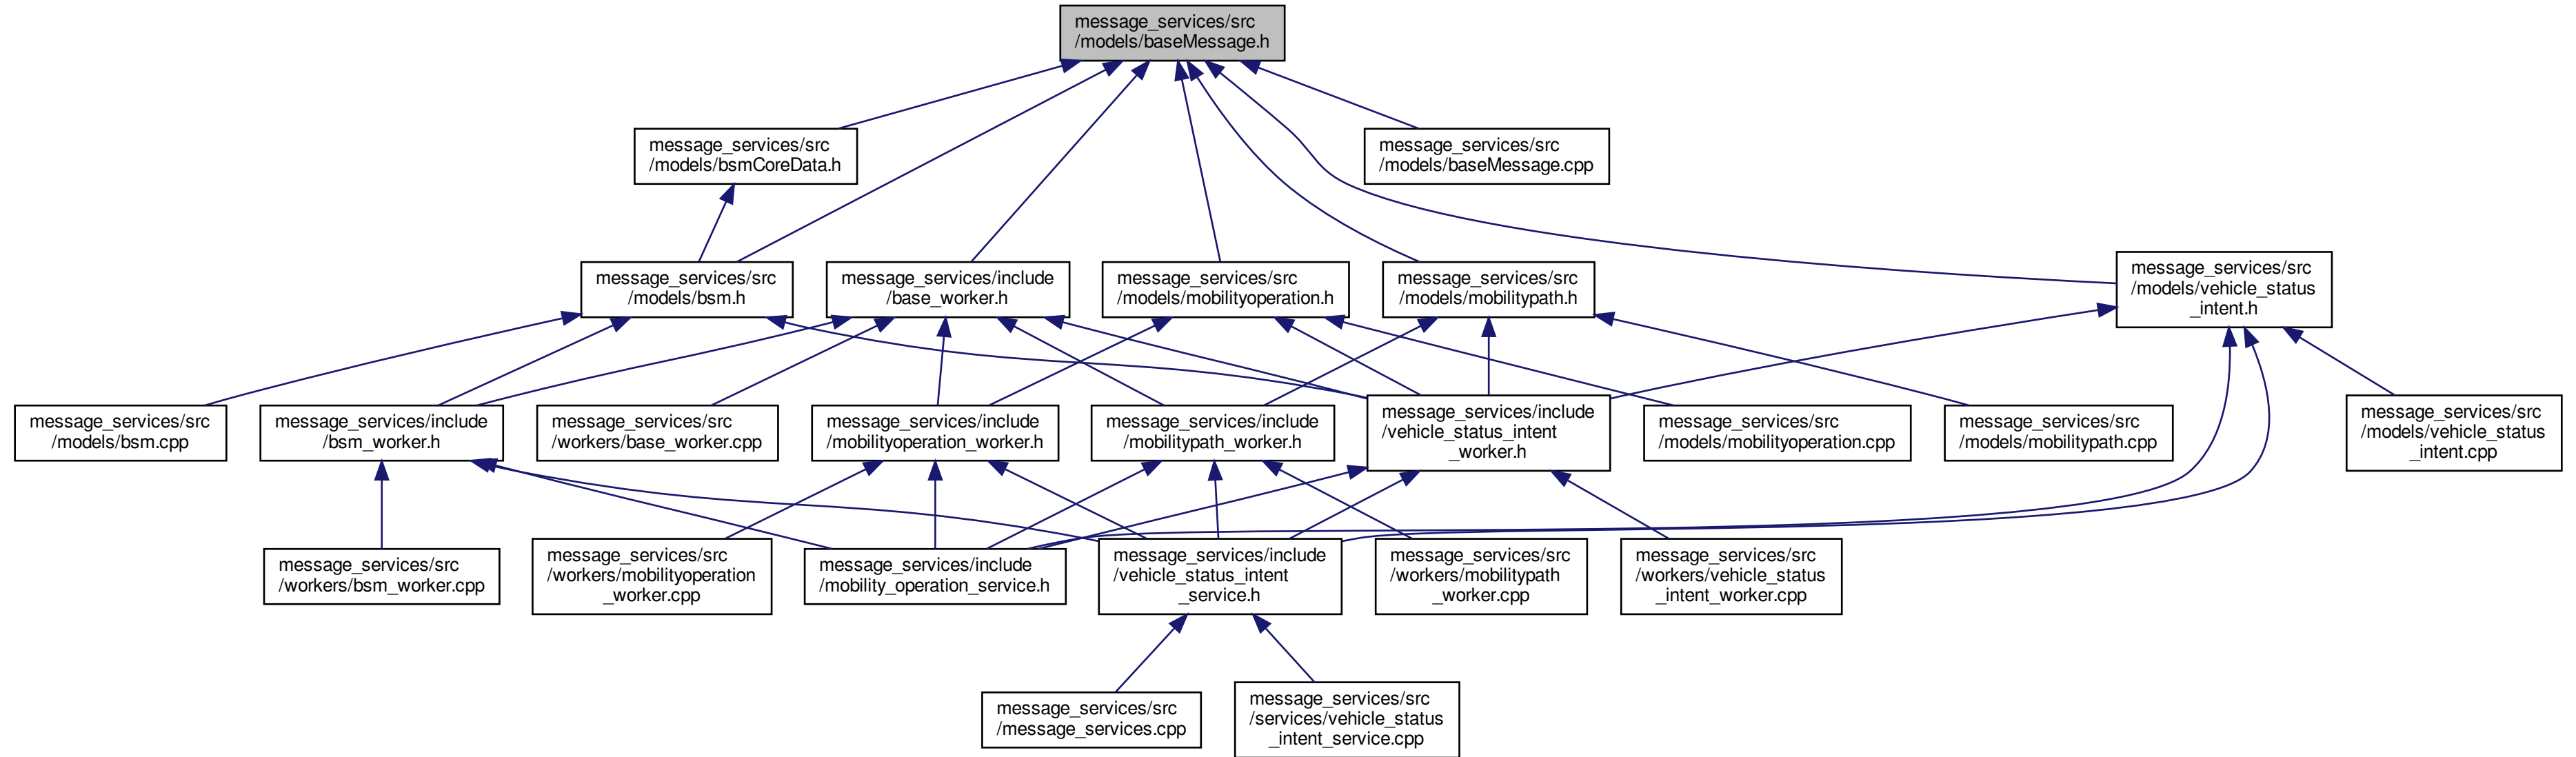 message_services/src
/models/baseMessage.h
message_services/src
/models/bsmCoreData.h
message_services/src
/models/baseMessage.cpp
message_services/src
/models/bsm.h
message_services/include
/base_worker.h
message_services/src
/models/mobilityoperation.h
message_services/src
/models/mobilitypath.h
message_services/src
/models/vehicle_status
_intent.h
message_services/src
/models/bsm.cpp
message_services/include
/bsm_worker.h
message_services/src
/workers/base_worker.cpp
message_services/include
/mobilityoperation_worker.h
message_services/include
/mobilitypath_worker.h
message_services/include
/vehicle_status_intent
_worker.h
message_services/src
/models/mobilityoperation.cpp
message_services/src
/models/mobilitypath.cpp
message_services/src
/models/vehicle_status
_intent.cpp
message_services/src
/workers/bsm_worker.cpp
message_services/src
/workers/mobilityoperation
_worker.cpp
message_services/include
/mobility_operation_service.h
message_services/include
/vehicle_status_intent
_service.h
message_services/src
/workers/mobilitypath
_worker.cpp
message_services/src
/workers/vehicle_status
_intent_worker.cpp
message_services/src
/message_services.cpp
message_services/src
/services/vehicle_status
_intent_service.cpp